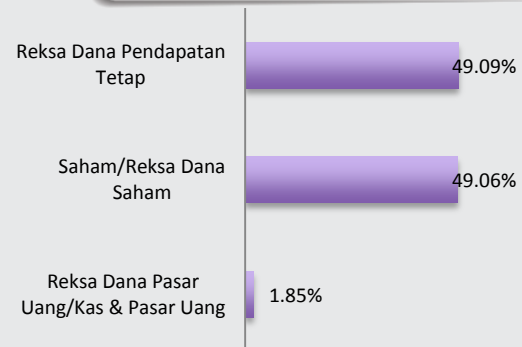 Reksa Dana Pendapatan
Tetap
49.09%
Saham/Reksa Dana
Saham
49.06%
Reksa Dana Pasar
Uang/Kas & Pasar Uang
1.85%